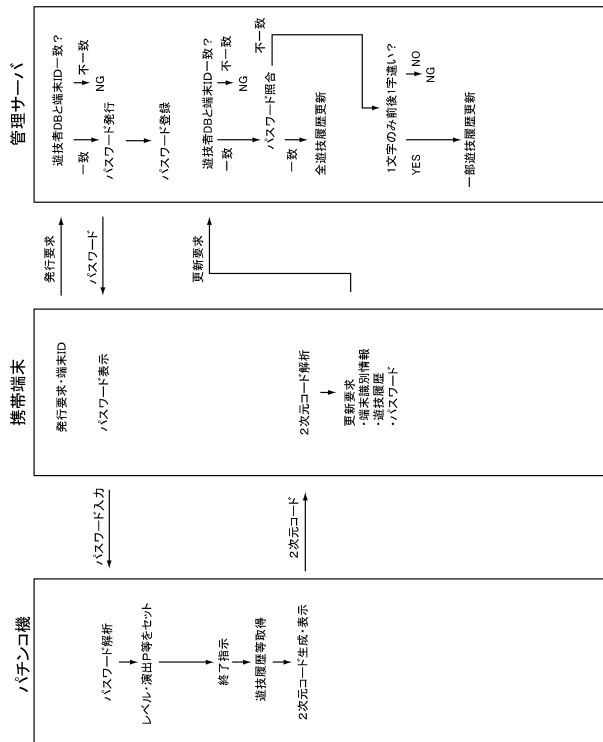 パチンコ機
パスワード解析
レベル・演出P等をセット
終了指示
遊技履歴等取得
2次元コード生成・表示
パスワード入力
2次元コード
携帯端末
発行要求・端末ID
パスワード表示
2次元コード解析
更新要求
・端末識別情報
・遊技履歴
・パスワード
発行要求
パスワード
更新要求
管理サーバ
遊技者DBと端末ID一致?
一致
不一致
NG
パスワード発行
パスワード登録
遊技者DBと端末ID一致?
一致
不一致
NG
パスワード照合
不一致
一致
全遊技履歴更新
1文字のみ前後1字違い?
YES
NO
NG
一部遊技履歴更新